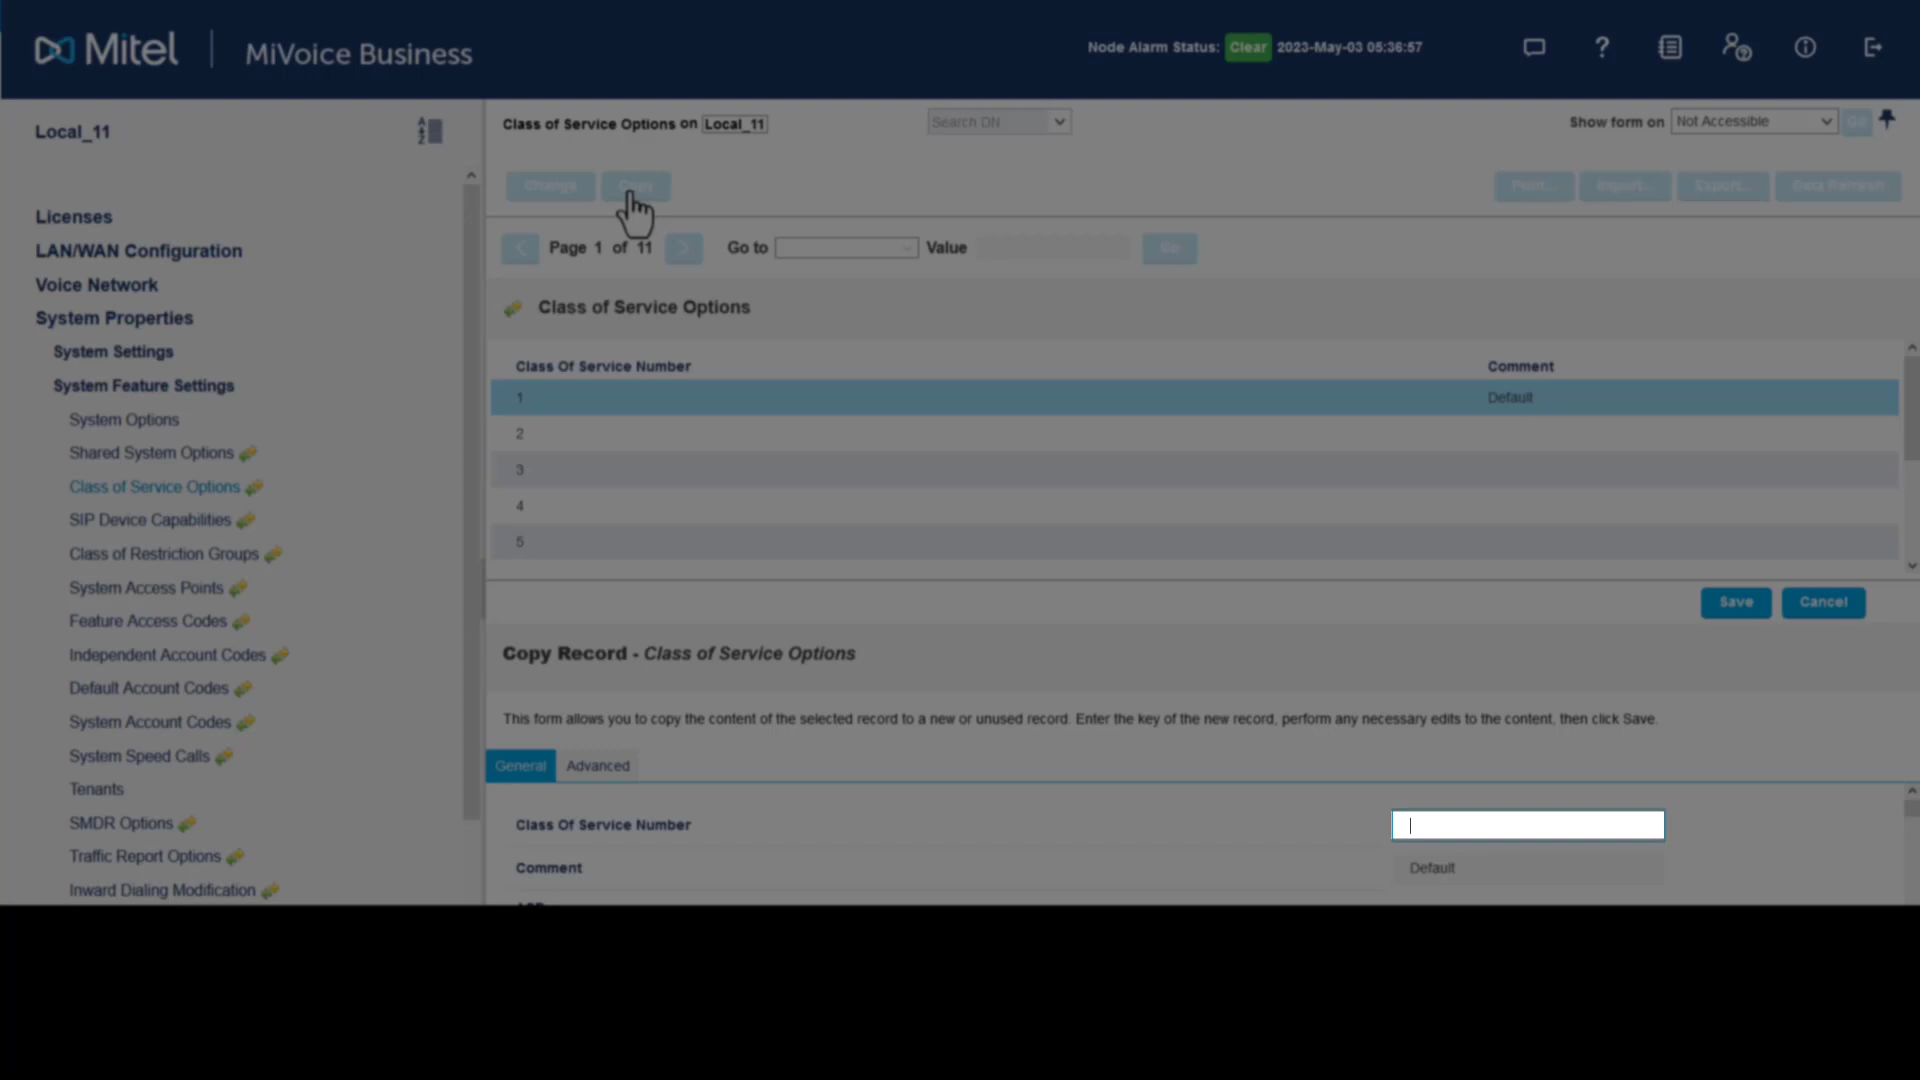 Mitel
MiVoice Business
Node Alarm Status: Clear 2023-May-03 05:36:57
Local_11
Licenses
LAN/WAN Configuration
Voice Network
System Properties
System Settings
System Feature Settings
System Options
Shared System Options
Class of Service Options
SIP Device Capabilities
Class of Restriction Groups
System Access Points
Feature Access Codes
Independent Account Codes
Default Account Codes
System Account Codes
System Speed Calls
Tenants
SMDR Options
Traffic Report Options
Inward Dialing Modification
Class of Service Options on Local_11
Search DN
Show form on Not Accessible Go
Change Copy
Print... Import... Export... Data Refresh
Page 1 of 11 Go to Value Go
Class of Service Options
Class Of Service Number Comment
1 Default
2
3
4
5
Save Cancel
Copy Record - Class of Service Options
This form allows you to copy the content of the selected record to a new or unused record. Enter the key of the new record, perform any necessary edits to the content, then click Save.
General Advanced
Class Of Service Number
Comment Default